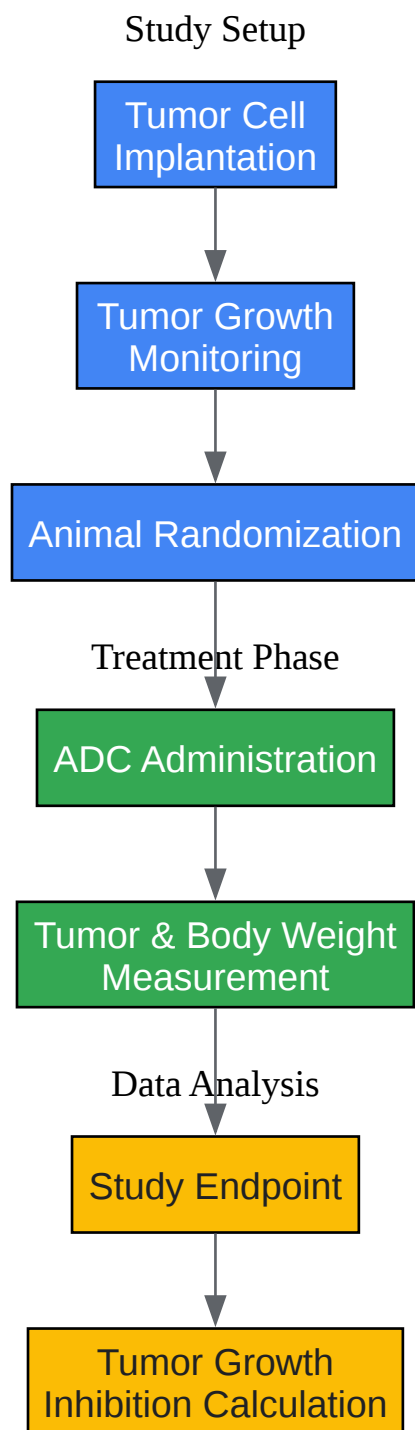 Study Setup
Tumor Cell
Implantation
Tumor Growth
Monitoring
Animal Randomization
Treatment Phase
ADC Administration
Tumor & Body Weight
Measurement
Data Analysis
Study Endpoint
Tumor Growth
Inhibition Calculation